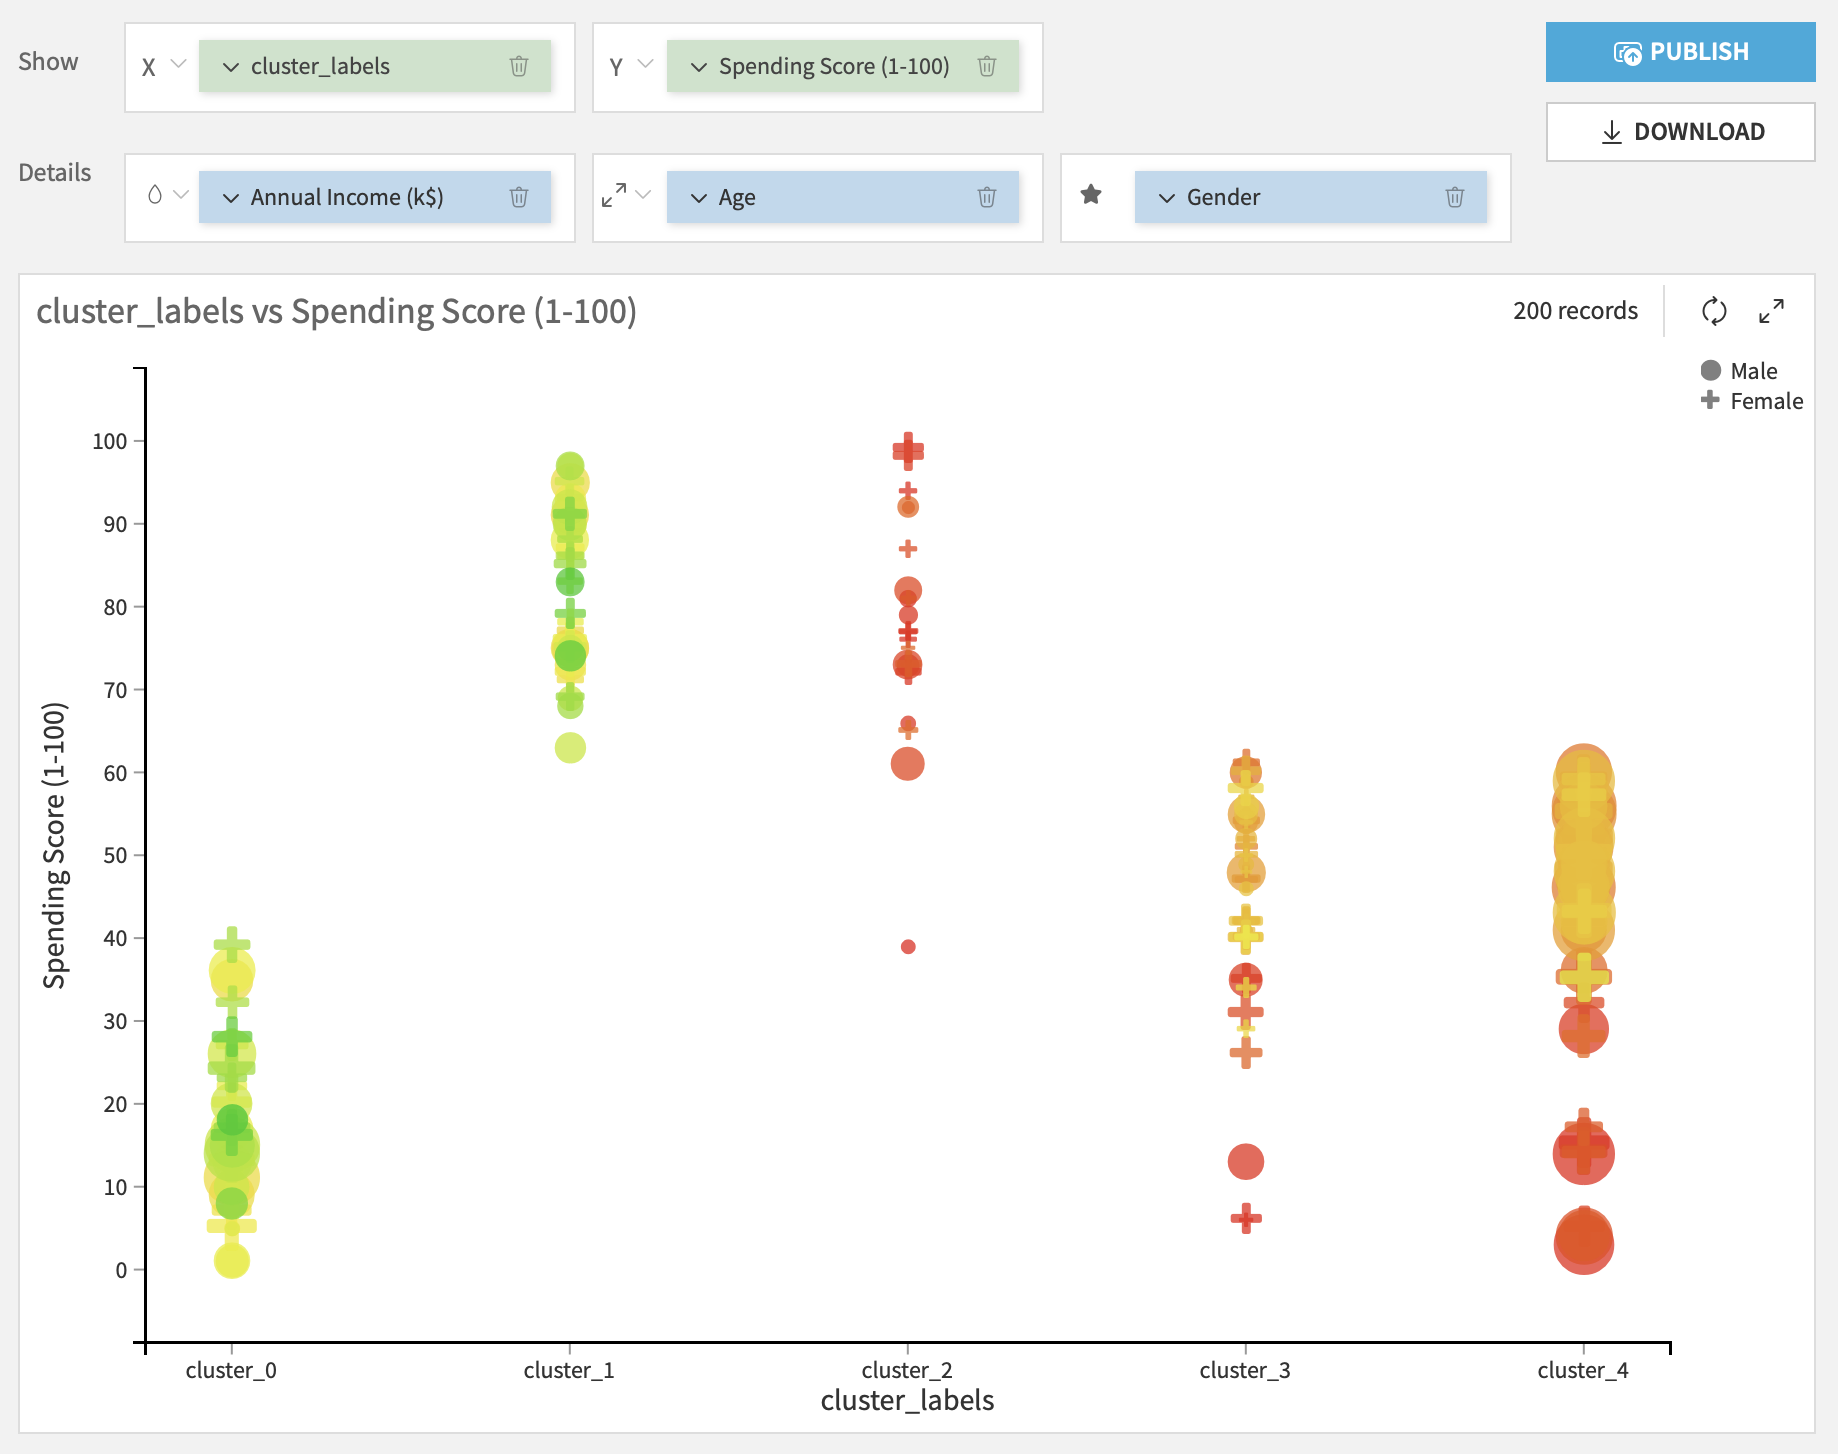 Show
X
cluster_labels
Y
Spending Score (1-100)
PUBLISH
DOWNLOAD
Details
Annual Income (k$)
Age
Gender
cluster_labels vs Spending Score (1-100)
200 records
Male
Female
Spending Score (1-100)
100
90
80
70
60
50
40
30
20
10
0
cluster_0
cluster_1
cluster_2
cluster_3
cluster_4
cluster_labels